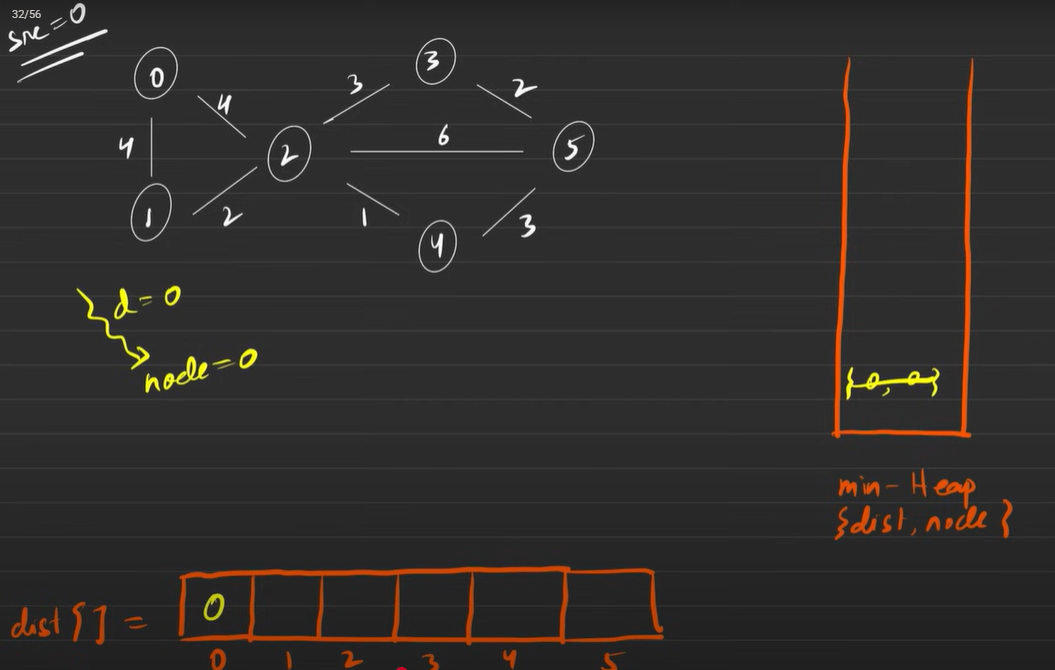 32/56
src = 0
0
3
4
3
2
4
2
6
5
1
2
1
4
3
d = 0
node = 0
{0, 0}
min-Heap
{dist, node}
dist[] =
0
0 1 2 3 4 5